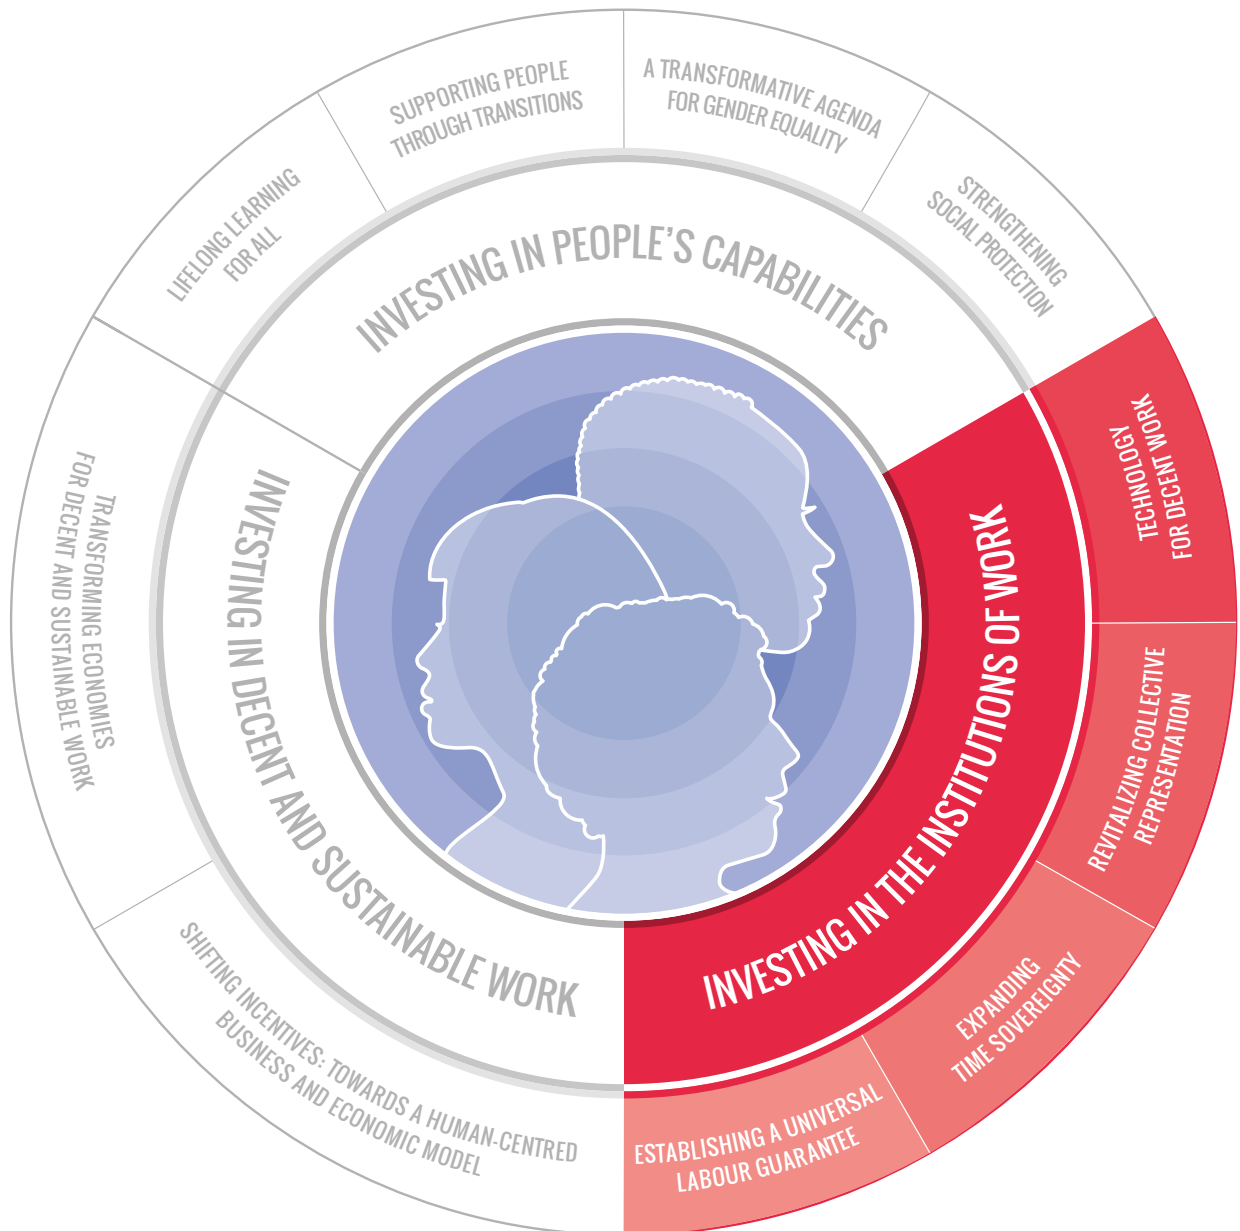 SUPPORTING PEOPLE
THROUGH TRANSITIONS
A TRANSFORMATIVE AGENDA
FOR GENDER EQUALITY
LIFELONG LEARNING
FOR ALL
STRENGTHENING
SOCIAL PROTECTION
INVESTING IN PEOPLE'S CAPABILITIES
TECHNOLOGY
FOR DECENT WORK
REVITALIZING COLLECTIVE
REPRESENTATION
EXPANDING
TIME SOVEREIGNTY
ESTABLISHING A UNIVERSAL
LABOUR GUARANTEE
INVESTING IN THE INSTITUTIONS OF WORK
TRANSFORMING ECONOMIES
FOR DECENT AND SUSTAINABLE WORK
INVESTING IN DECENT AND SUSTAINABLE WORK
SHIFTING INCENTIVES: TOWARDS A HUMAN-CENTRED
BUSINESS AND ECONOMIC MODEL